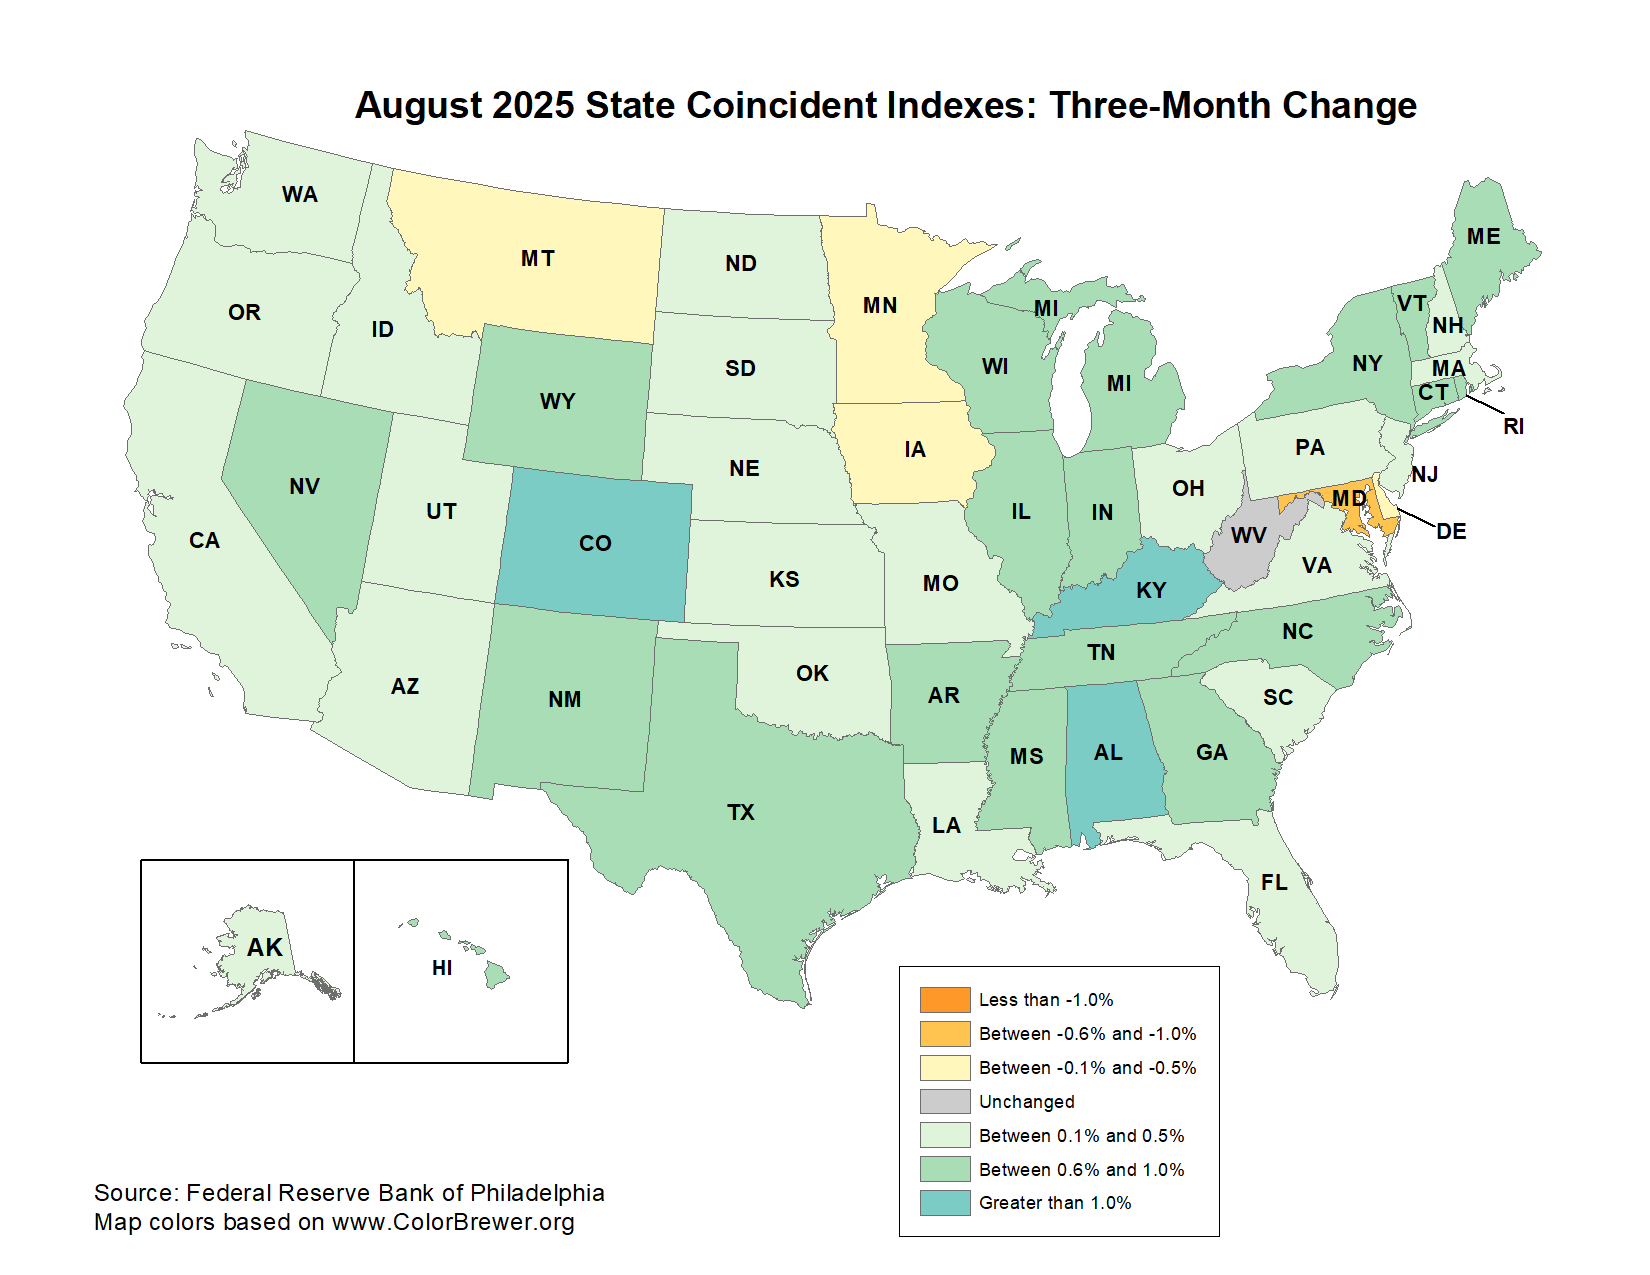 August 2025 State Coincident Indexes: Three-Month Change
WA
MT
ND
MN
ME
OR
ID
SD
WI
MI
MI
VT
NH
NY
MA
CT
RI
WY
NE
IA
PA
NJ
NV
UT
IL
IN
OH
MD
DE
CA
CO
KS
MO
WV
VA
KY
AZ
NM
OK
AR
TN
NC
SC
TX
LA
MS
AL
GA
FL
AK
HI
Less than -1.0%
Between -0.6% and -1.0%
Between -0.1% and -0.5%
Unchanged
Between 0.1% and 0.5%
Between 0.6% and 1.0%
Greater than 1.0%
Source: Federal Reserve Bank of Philadelphia
Map colors based on www.ColorBrewer.org